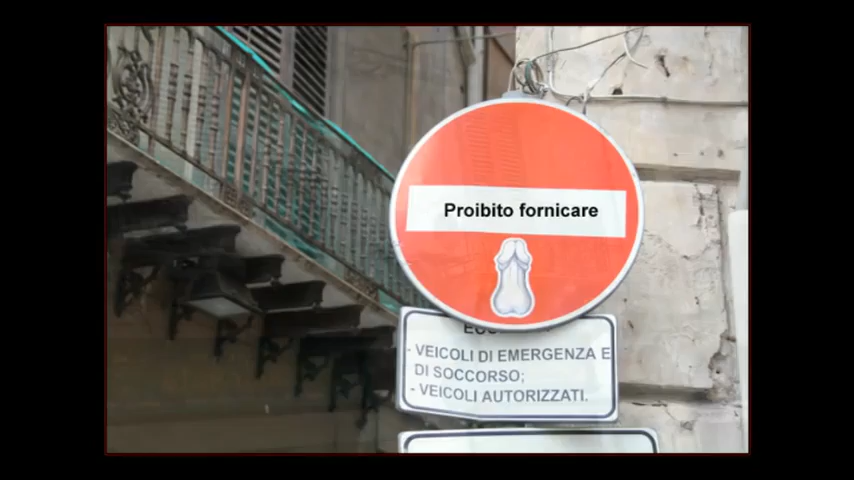 Proibito fornicare
- VEICOLI DI EMERGENZA E
DI SOCCORSO;
- VEICOLI AUTORIZZATI.